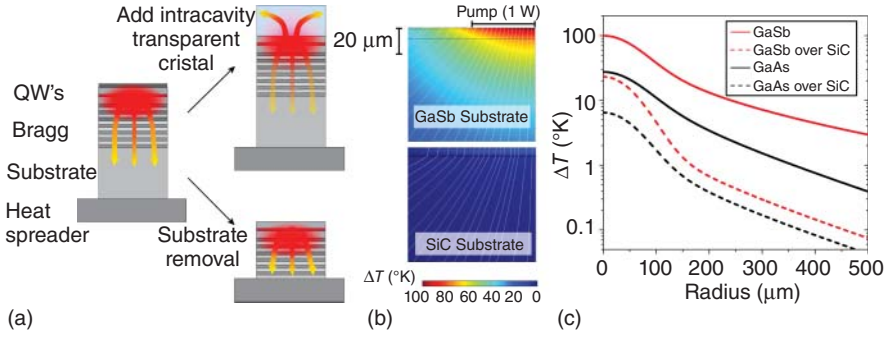 Add intracavity
transparent
cristal
QW's
Bragg
Substrate
Heat
spreader
Substrate
removal
(a)
Pump (1 W)
20 μm
GaSb Substrate
SiC Substrate
ΔT (°K)
100 80 60 40 20 0
(b)
GaSb
GaSb over SiC
GaAs
GaAs over SiC
ΔT (°K)
100
10
1
0.1
0 100 200 300 400 500
Radius (μm)
(c)